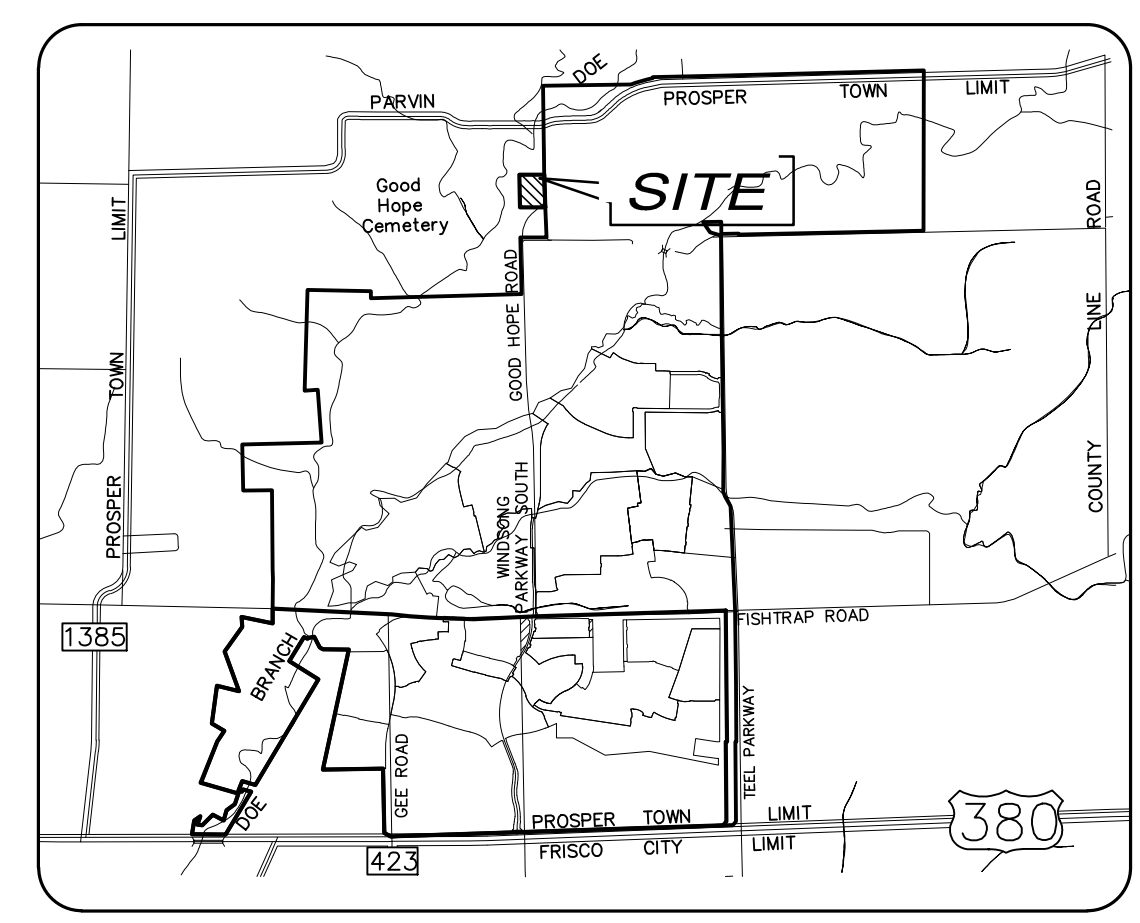 DOE
PARVIN
PROSPER TOWN LIMIT
SITE
Good
Hope
Cemetery
PROSPER TOWN LIMIT
GOOD HOPE ROAD
COUNTY LINE ROAD
WINDSONG
PARKWAY SOUTH
FISHTRAP ROAD
1385
DOE BRANCH
GEE ROAD
TEEL PARKWAY
PROSPER TOWN LIMIT
FRISCO CITY LIMIT
380
423